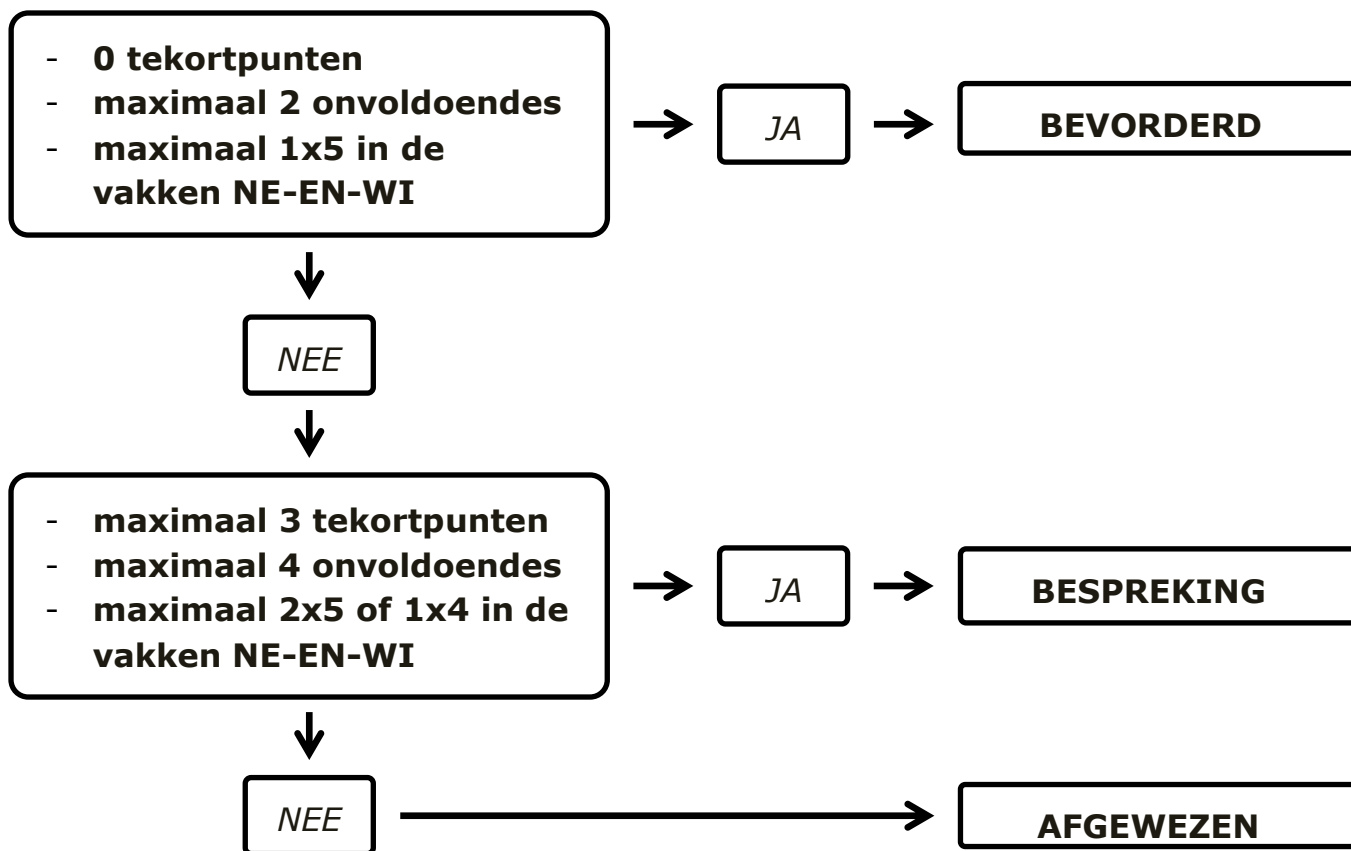 - 0 tekortpunten
- maximaal 2 onvoldoendes
- maximaal 1x5 in de
vakken NE-EN-WI
JA
BEVORDERD
NEE
- maximaal 3 tekortpunten
- maximaal 4 onvoldoendes
- maximaal 2x5 of 1x4 in de
vakken NE-EN-WI
JA
BESPREKING
NEE
AFGEWEZEN